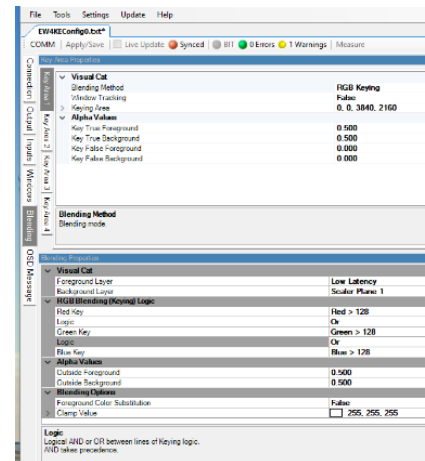 File Tools Settings Update Help
EW4KEConfig0.txt*
COMM Apply/Save Live Update Synced BIT 0 Errors 1 Warnings Measure
Connection
Output
Inputs
Windows
Blending
OSD Message
Key Area Properties
Key Area 1
Key Area 2
Key Area 3
Key Area 4
Visual Cat
Blending Method RGB Keying
Window Tracking False
Keying Area 0, 0, 3840, 2160
Alpha Values
Key True Foreground 0.500
Key True Background 0.500
Key False Foreground 0.000
Key False Background 0.000
Blending Method
Blending mode.
Blending Properties
Visual Cat
Foreground Layer Low Latency
Background Layer Scaler Plane 1
RGB Blending (Keying) Logic
Red Key Red > 128
Logic Or
Green Key Green > 128
Logic Or
Blue Key Blue > 128
Alpha Values
Outside Foreground 0.500
Outside Background 0.500
Blending Options
Foreground Color Substitution False
Clamp Value 255, 255, 255
Logic
Logical AND or OR between lines of Keying logic.
AND takes precedence.